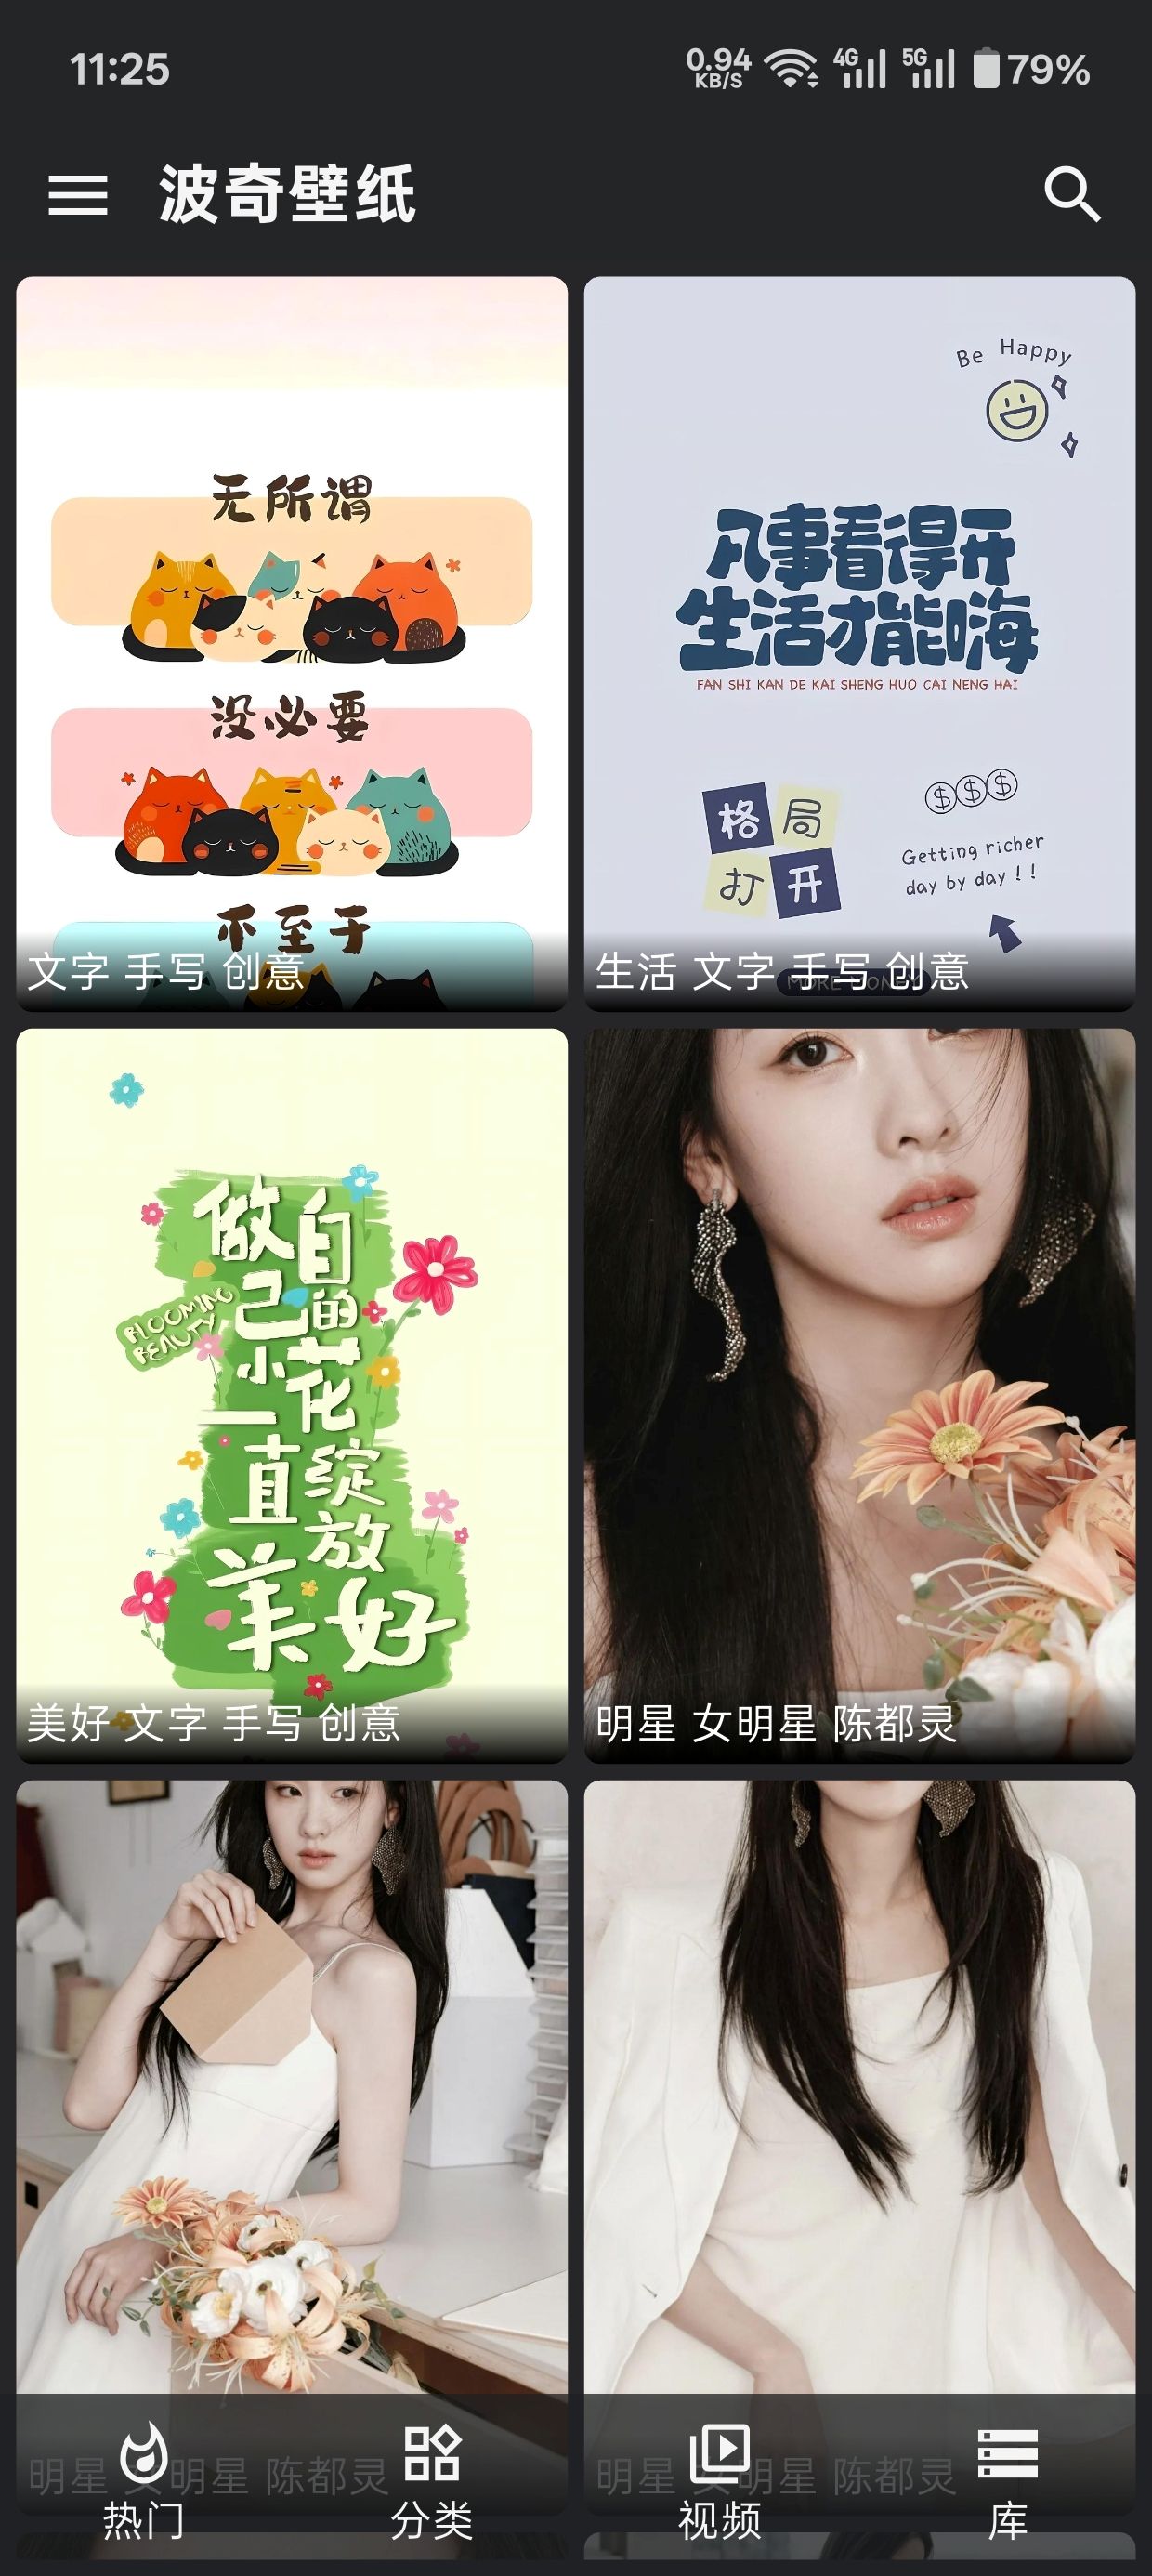 11:25
0.94 KB/S 4G 5G 79%
波奇壁纸
无所谓
没必要
不至于
文字 手写 创意
Be Happy
凡事看得开
生活才能嗨
FAN SHI KAN DE KAI SHENG HUO CAI NENG HAI
格局
打开
$$$
Getting richer
day by day ! !
MORE MONEY
生活 文字 手写 创意
做自
己的
小花
一直绽放
美好
BLOOMING
BEAUTY
美好 文字 手写 创意
明星 女明星 陈都灵
明星 女明星 陈都灵
明星 女明星 陈都灵
热门
分类
视频
库